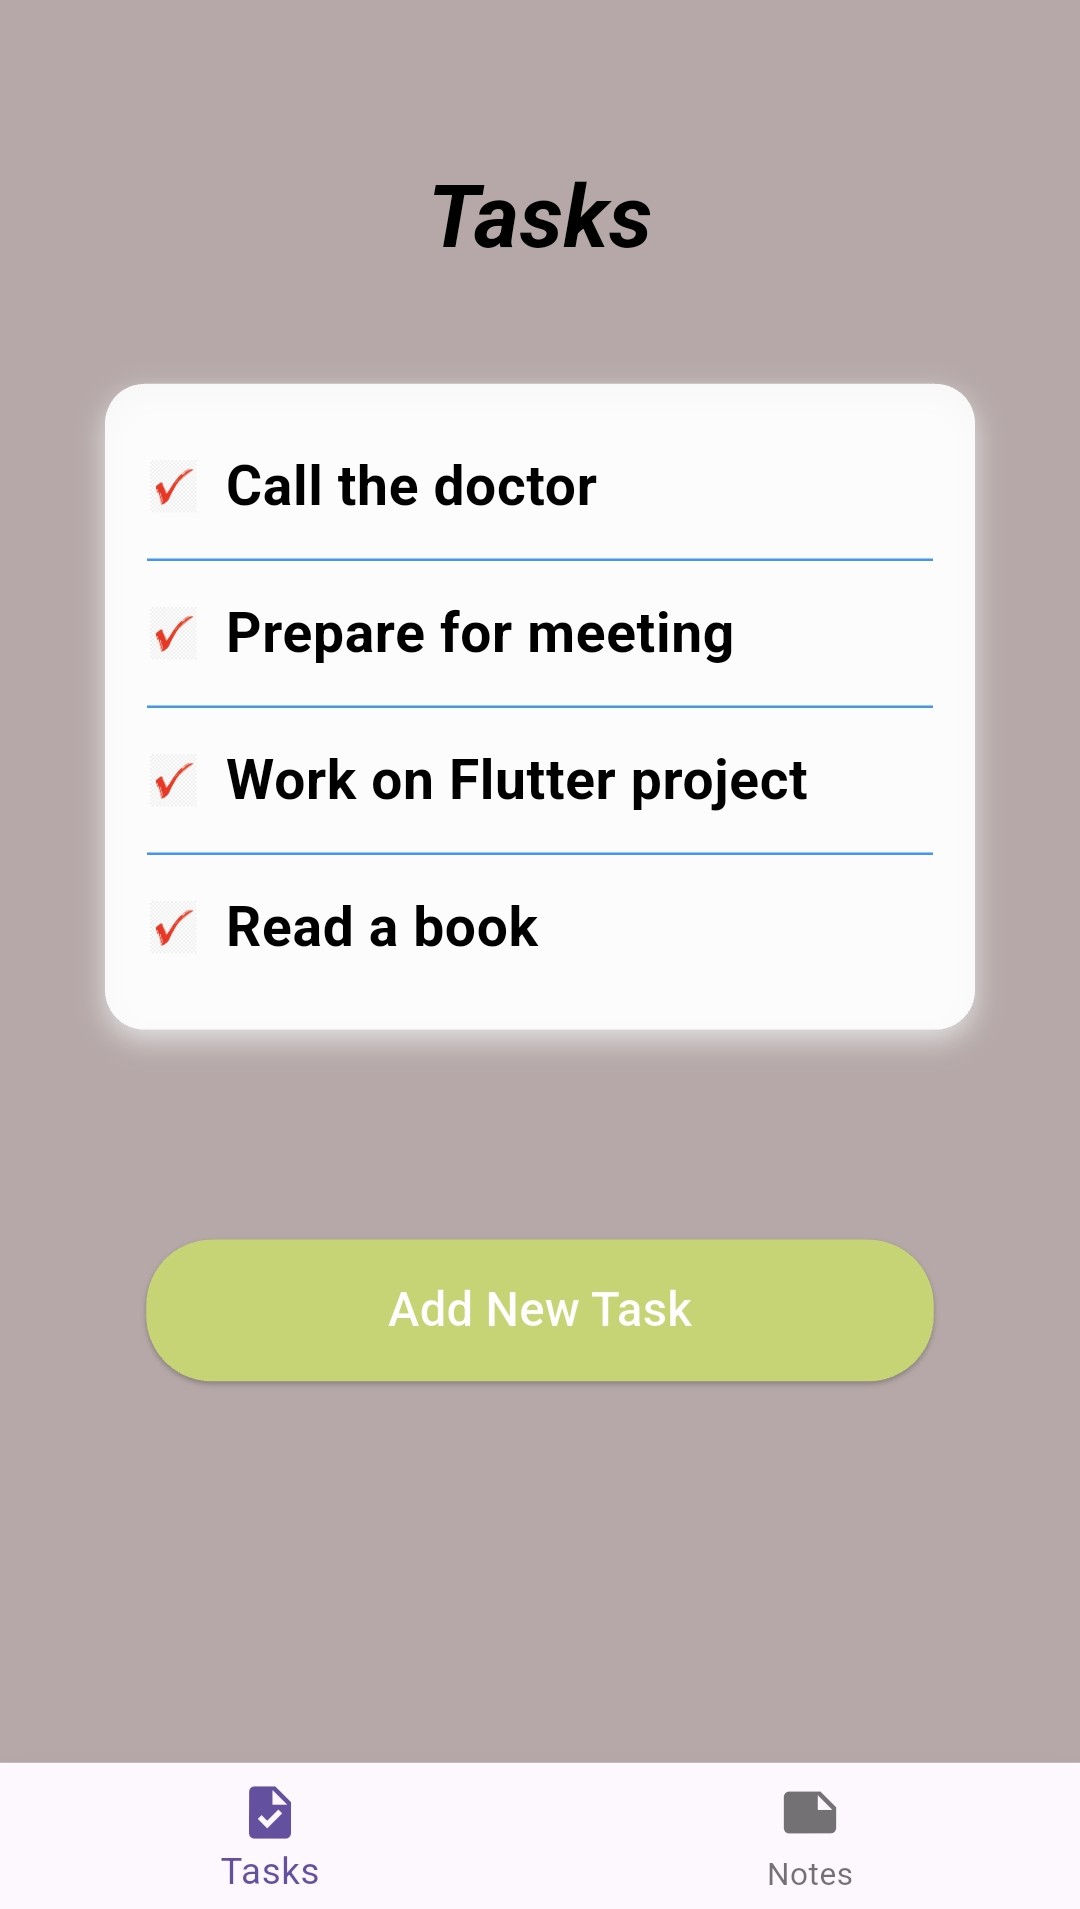 Tasks
Call the doctor
Prepare for meeting
Work on Flutter project
Read a book
Add New Task
Tasks
Notes